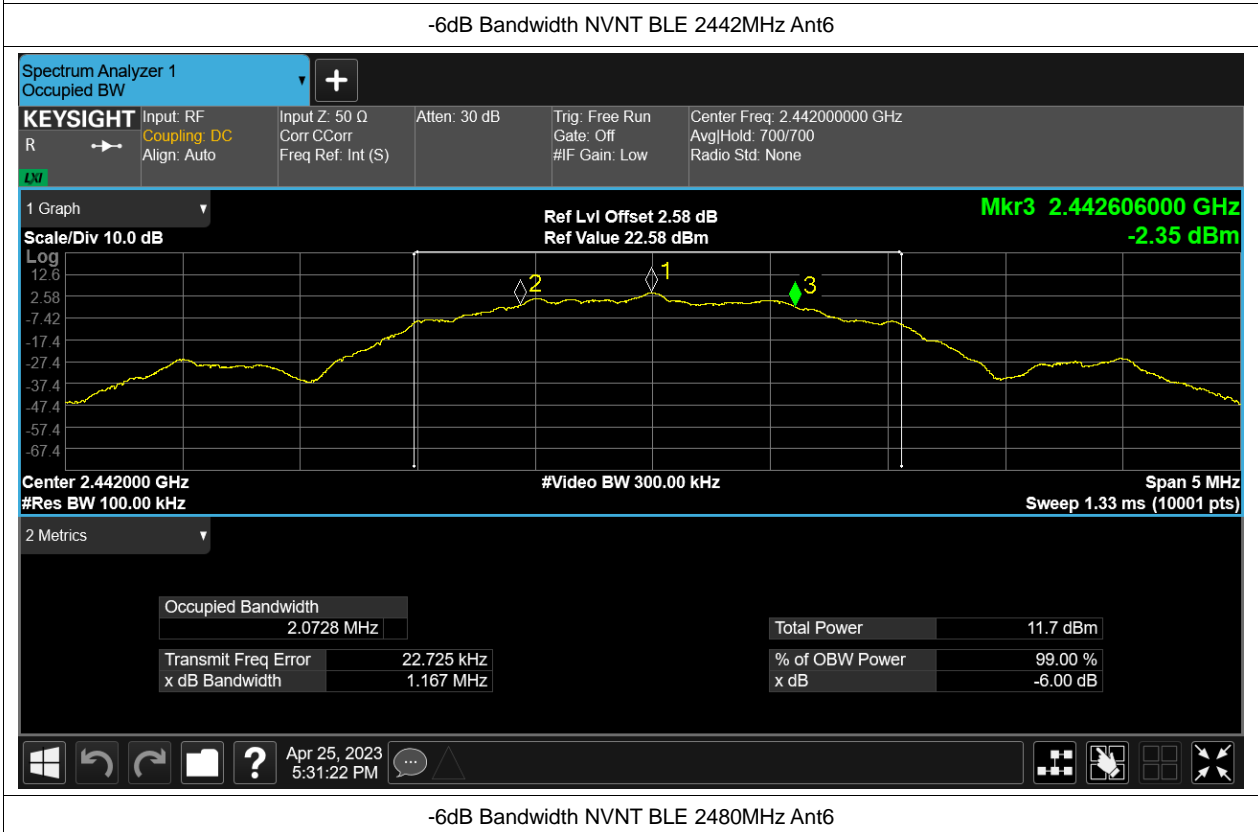 -6dB Bandwidth NVNT BLE 2442MHz Ant6
Spectrum Analyzer 1
Occupied BW
KEYSIGHT
R
LXI
Input: RF
Coupling: DC
Align: Auto
Input Z: 50 Ω
Corr CCorr
Freq Ref: Int (S)
Atten: 30 dB
Trig: Free Run
Gate: Off
#IF Gain: Low
Center Freq: 2.442000000 GHz
Avg|Hold: 700/700
Radio Std: None
1 Graph
Scale/Div 10.0 dB
Ref Lvl Offset 2.58 dB
Ref Value 22.58 dBm
Mkr3 2.442606000 GHz
-2.35 dBm
Log
12.6
2.58
-7.42
-17.4
-27.4
-37.4
-47.4
-57.4
-67.4
2
1
3
Center 2.442000 GHz
#Res BW 100.00 kHz
#Video BW 300.00 kHz
Span 5 MHz
Sweep 1.33 ms (10001 pts)
2 Metrics
Occupied Bandwidth
2.0728 MHz
Transmit Freq Error 22.725 kHz
x dB Bandwidth 1.167 MHz
Total Power 11.7 dBm
% of OBW Power 99.00 %
x dB -6.00 dB
?
Apr 25, 2023
5:31:22 PM
-6dB Bandwidth NVNT BLE 2480MHz Ant6